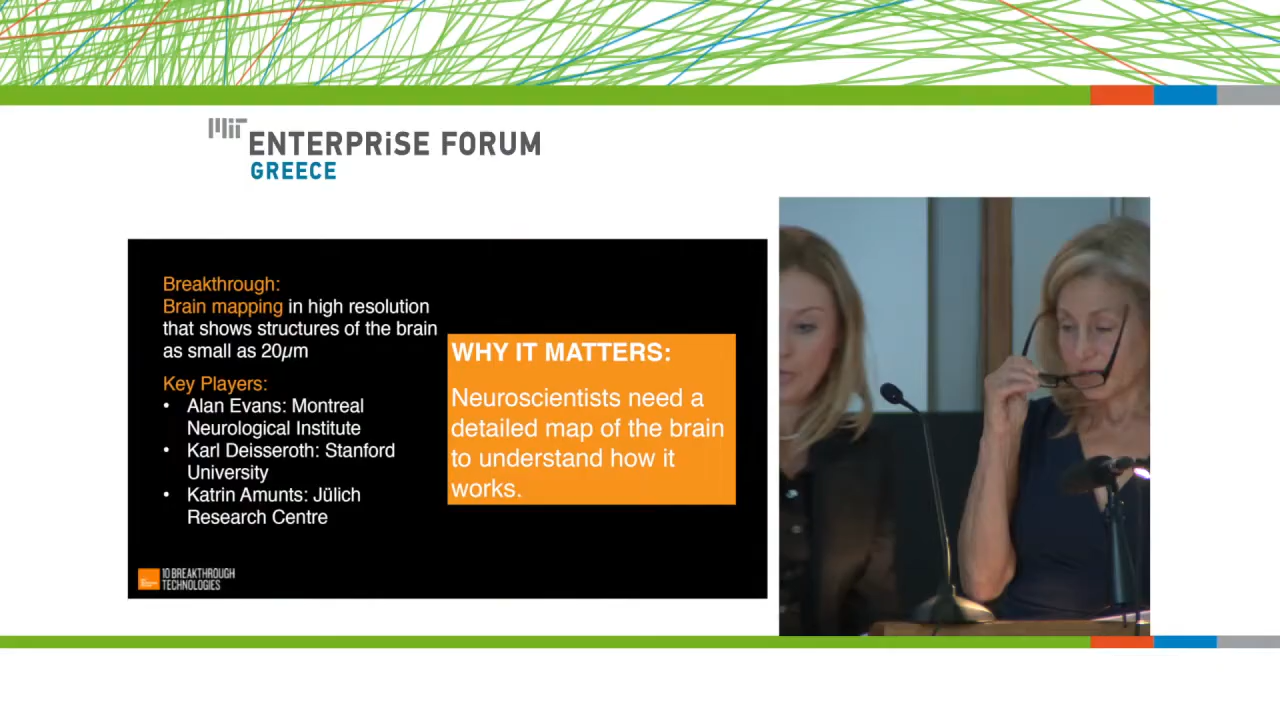 MIT
ENTERPRiSE FORUM
GREECE
Breakthrough:
Brain mapping in high resolution
that shows structures of the brain
as small as 20μm
Key Players:
• Alan Evans: Montreal
Neurological Institute
• Karl Deisseroth: Stanford
University
• Katrin Amunts: Jülich
Research Centre
WHY IT MATTERS:
Neuroscientists need a
detailed map of the brain
to understand how it
works.
10 BREAKTHROUGH
TECHNOLOGIES